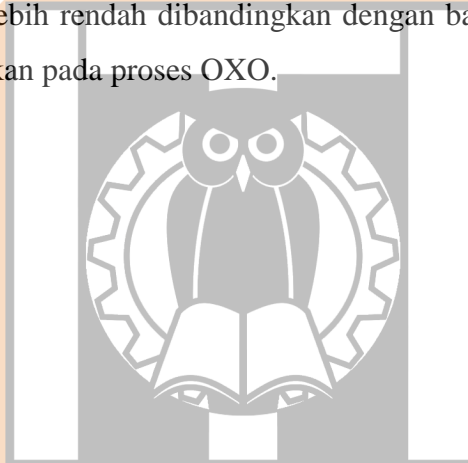 ebih rendah dibandingkan dengan ba
kan pada proses OXO.